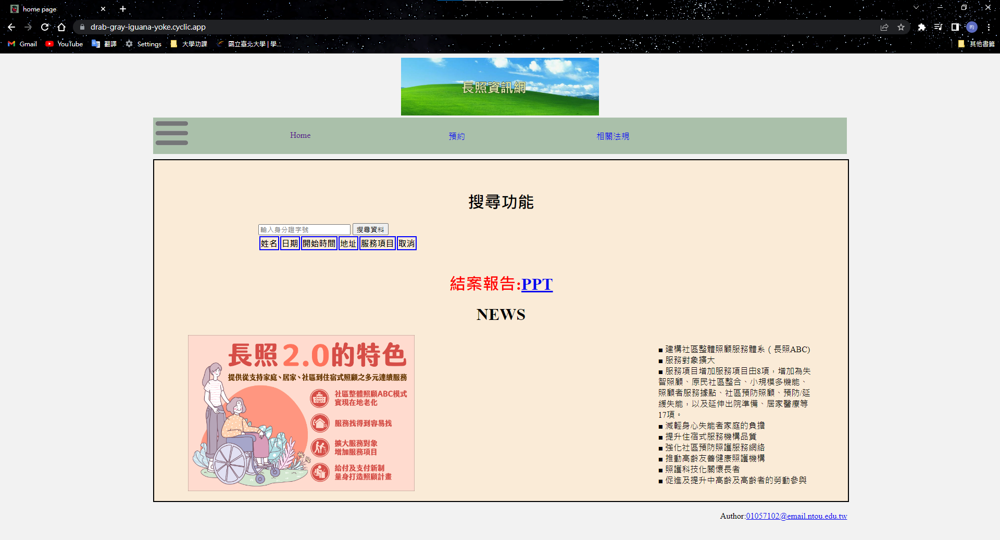 home page
drab-gray-iguana-yoke.cyclic.app
昀
Gmail
YouTube
翻譯
Settings
大學功課
國立臺北大學 | 學...
其他書籤
長照資訊網
Home
預約
相關法規
搜尋功能
輸入身分證字號
搜尋資料
姓名 日期 開始時間 地址 服務項目 取消
結案報告:PPT
NEWS
長照2.0的特色
提供從支持家庭、居家、社區到住宿式照顧之多元連續服務
社區整體照顧ABC模式
實現在地老化
服務找得到容易找
擴大服務對象
增加服務項目
給付及支付新制
量身打造照顧計畫
■ 建構社區整體照顧服務體系 ( 長照ABC)
■ 服務對象擴大
■ 服務項目增加服務項目由8項，增加為失
智照顧、原民社區整合、小規模多機能、
照顧者服務據點、社區預防照顧、預防/延
緩失能，以及延伸出院準備、居家醫療等
17項。
■ 減輕身心失能者家庭的負擔
■ 提升住宿式服務機構品質
■ 強化社區預防照護服務網絡
■ 推動高齡友善健康照護機構
■ 照護科技化關懷長者
■ 促進及提升中高齡及高齡者的勞動參與
Author:01057102@email.ntou.edu.tw